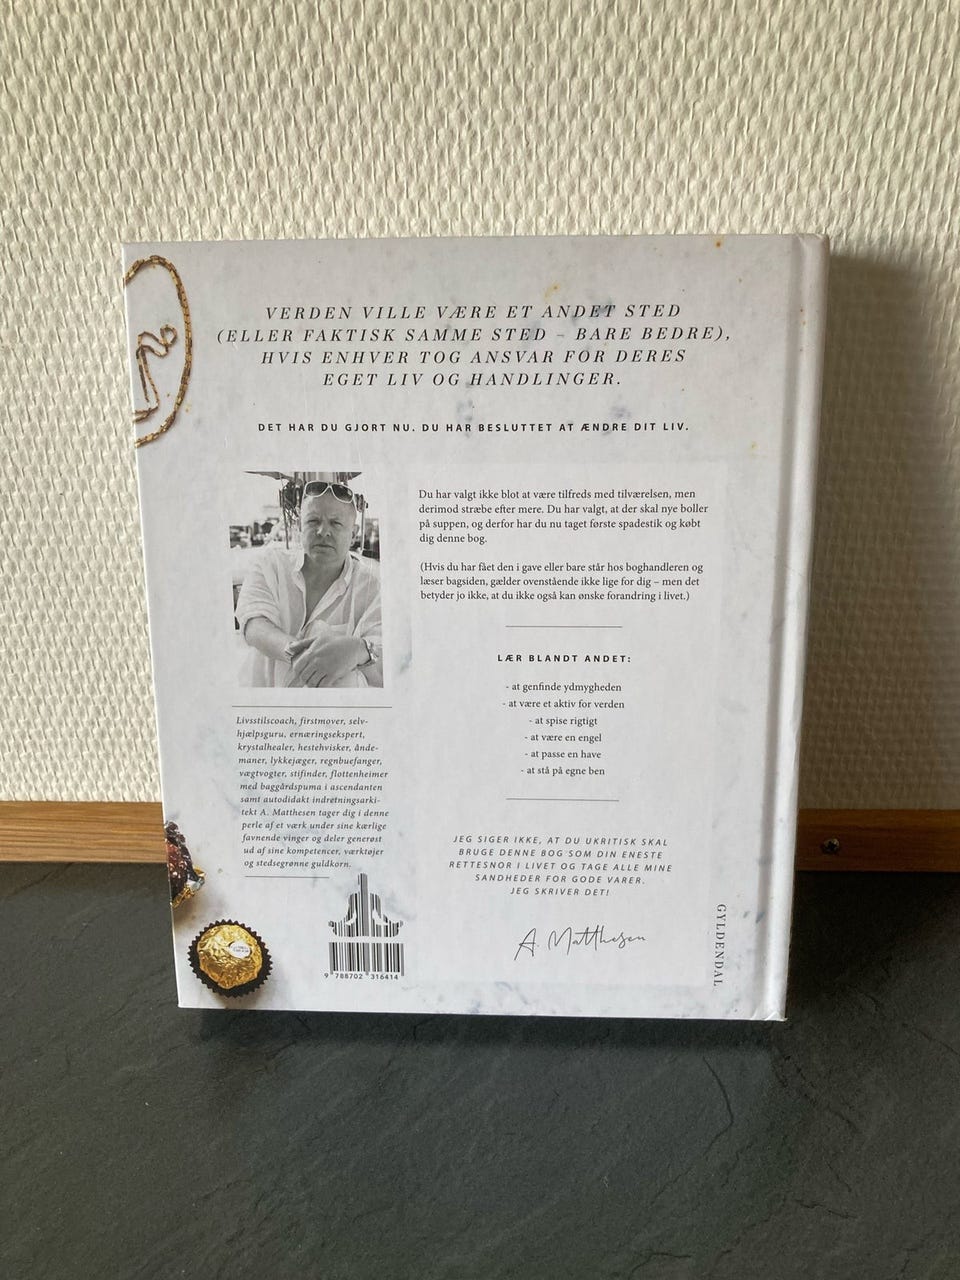 VERDEN VILLE VÆRE ET ANDET STED
(ELLER FAKTISK SAMME STED – BARE BEDRE),
HVIS ENHVER TOG ANSVAR FOR DERES
EGET LIV OG HANDLINGER.
DET HAR DU GJORT NU. DU HAR BESLUTTET AT ÆNDRE DIT LIV.
Du har valgt ikke blot at være tilfreds med tilværelsen, men
derimod stræbe efter mere. Du har valgt, at der skal nye boller
på suppen, og derfor har du nu taget første spadestik og købt
dig denne bog.
(Hvis du har fået den i gave eller bare står hos boghandleren og
læser bagsiden, gælder ovenstående ikke lige for dig – men det
betyder jo ikke, at du ikke også kan ønske forandring i livet.)
LÆR BLANDT ANDET:
- at genfinde ydmygheden
- at være et aktiv for verden
- at spise rigtigt
- at være en engel
- at passe en have
- at stå på egne ben
Livsstilscoach, firstmover, selv-
hjælpsguru, ernæringsekspert,
krystalhealer, hestehvisker, ånde-
maner, lykkejæger, regnbuefanger,
vægtvogter, stifinder, flottenheimer
med baggårdspuma i ascendanten
samt autodidakt indretningsarki-
tekt A. Matthesen tager dig i denne
perle af et værk under sine kærlige
favnende vinger og deler generøst
ud af sine kompetencer, værktøjer
og stedsegrønne guldkorn.
JEG SIGER IKKE, AT DU UKRITISK SKAL
BRUGE DENNE BOG SOM DIN ENESTE
RETTESNOR I LIVET OG TAGE ALLE MINE
SANDHEDER FOR GODE VARER.
JEG SKRIVER DET!
A. Matthesen
GYLDENDAL
9 788702 316414